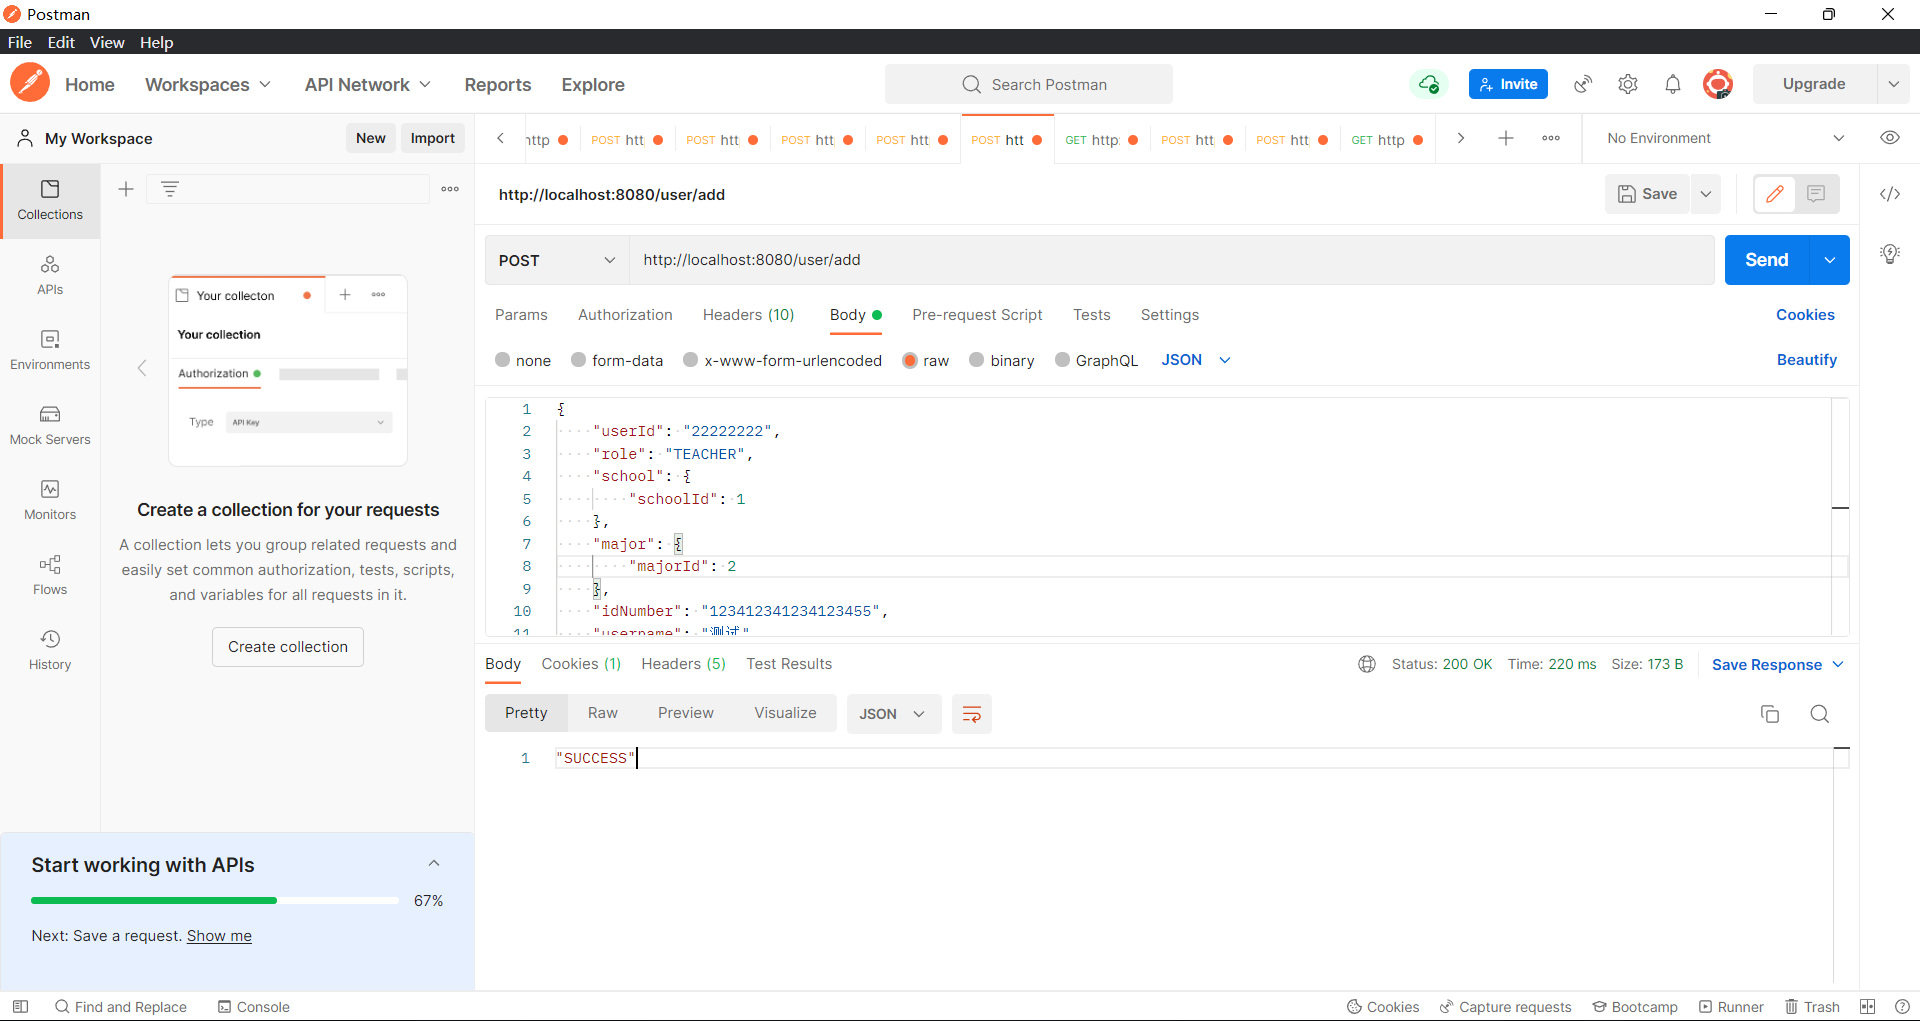 Postman
File Edit View Help
Home Workspaces API Network Reports Explore Search Postman Invite Upgrade
My Workspace New Import
http POST htt POST htt POST htt POST htt POST htt GET http: POST htt POST htt GET http No Environment
Collections
APIs
Environments
Mock Servers
Monitors
Flows
History
Your collecton
Your collection
Authorization
Type API Key
Create a collection for your requests
A collection lets you group related requests and
easily set common authorization, tests, scripts,
and variables for all requests in it.
Create collection
Start working with APIs
67%
Next: Save a request. Show me
http://localhost:8080/user/add Save
POST http://localhost:8080/user/add Send
Params Authorization Headers (10) Body Pre-request Script Tests Settings Cookies
none form-data x-www-form-urlencoded raw binary GraphQL JSON Beautify
1 {
2 "userId": "22222222",
3 "role": "TEACHER",
4 "school": {
5 "schoolId": 1
6 },
7 "major": {
8 "majorId": 2
9 },
10 "idNumber": "123412341234123455",
11 "username": "测试"
Body Cookies (1) Headers (5) Test Results Status: 200 OK Time: 220 ms Size: 173 B Save Response
Pretty Raw Preview Visualize JSON
1 "SUCCESS"
Find and Replace Console Cookies Capture requests Bootcamp Runner Trash